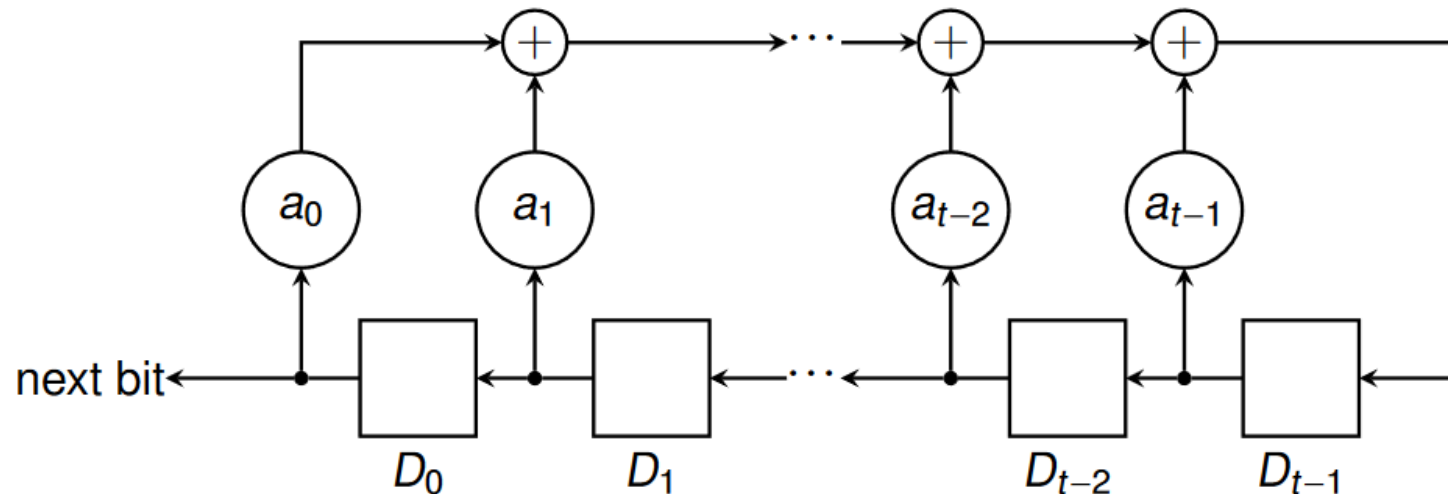 + ··· + +
a₀ a₁ aₜ₋₂ aₜ₋₁
next bit ···
D₀ D₁ Dₜ₋₂ Dₜ₋₁